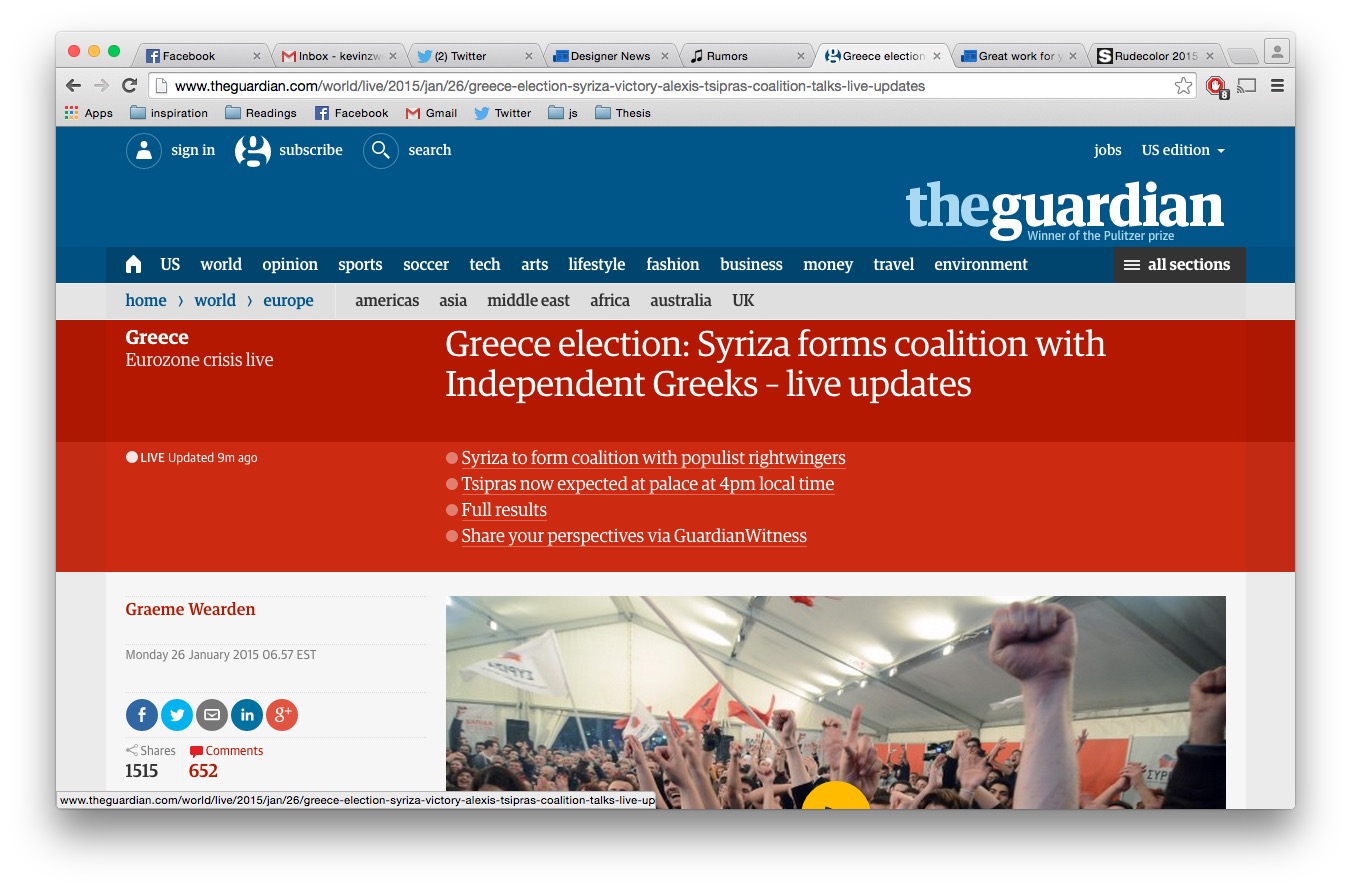 Facebook
Inbox - kevinzw
(2) Twitter
Designer News
Rumors
Greece election
Great work for y
Rudecolor 2015
www.theguardian.com/world/live/2015/jan/26/greece-election-syriza-victory-alexis-tsipras-coalition-talks-live-updates
8
Apps inspiration Readings Facebook Gmail Twitter js Thesis
sign in subscribe search jobs US edition
theguardian
Winner of the Pulitzer prize
US world opinion sports soccer tech arts lifestyle fashion business money travel environment all sections
home › world › europe americas asia middle east africa australia UK
Greece
Eurozone crisis live
Greece election: Syriza forms coalition with
Independent Greeks – live updates
LIVE Updated 9m ago
Syriza to form coalition with populist rightwingers
Tsipras now expected at palace at 4pm local time
Full results
Share your perspectives via GuardianWitness
Graeme Wearden
Monday 26 January 2015 06.57 EST
Shares Comments
1515 652
www.theguardian.com/world/live/2015/jan/26/greece-election-syriza-victory-alexis-tsipras-coalition-talks-live-up